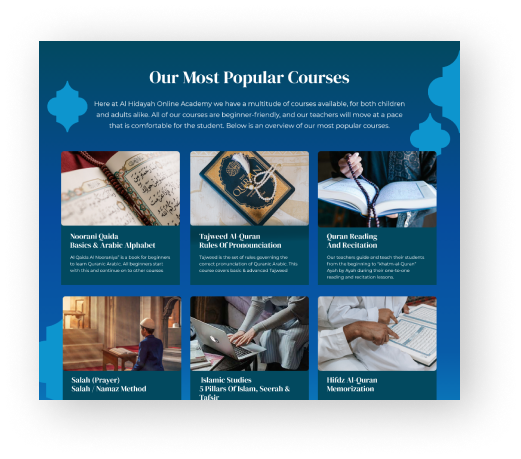 Our Most Popular Courses
Here at Al Hidayah Online Academy we have a multitude of courses available, for both children
and adults alike. All of our courses are beginner-friendly, and our teachers will move at a pace
that is comfortable for the student. Below is an overview of our most popular courses.
Noorani Qaida
Basics & Arabic Alphabet
Al Qaida Al Nooraniya" is a book for beginners
to learn Quranic Arabic. All beginners start
with this and continue on to other courses
Tajweed Al-Quran
Rules Of Pronounciation
Tajweed is the set of rules governing the
correct pronunciation of Quranic Arabic. This
course covers basic & advanced Tajweed
Quran Reading
And Recitation
Our teachers guide and teach their students
from the beginning to "khatm-al-Quran"
Ayah by Ayah during their one-to-one
reading and recitation lessons.
Salah (Prayer)
Salah / Namaz Method
Islamic Studies
5 Pillars Of Islam, Seerah &
Tafsir
Hifdz Al-Quran
Memorization